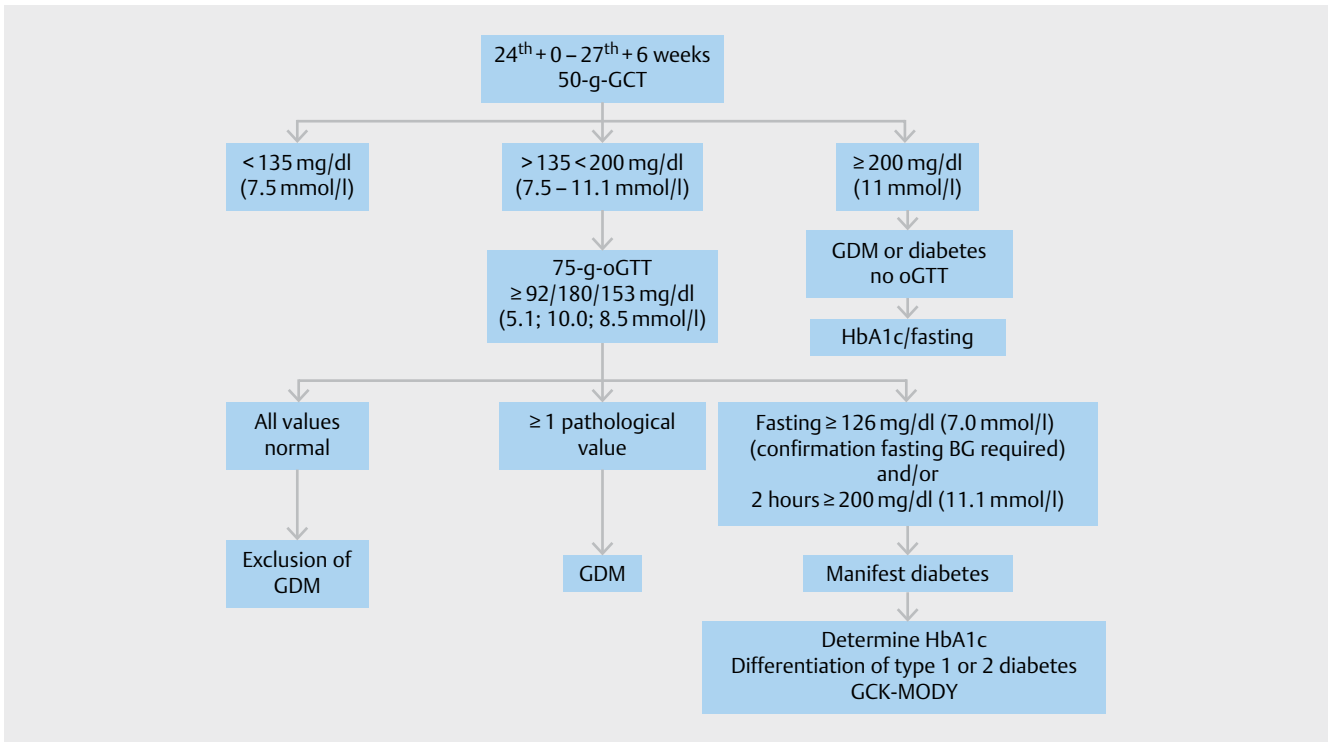 24th + 0 – 27th + 6 weeks
50-g-GCT
< 135 mg/dl
(7.5 mmol/l)
> 135 < 200 mg/dl
(7.5 – 11.1 mmol/l)
≥ 200 mg/dl
(11 mmol/l)
75-g-oGTT
≥ 92/180/153 mg/dl
(5.1; 10.0; 8.5 mmol/l)
GDM or diabetes
no oGTT
HbA1c/fasting
All values
normal
≥ 1 pathological
value
Fasting ≥ 126 mg/dl (7.0 mmol/l)
(confirmation fasting BG required)
and/or
2 hours ≥ 200 mg/dl (11.1 mmol/l)
Exclusion of
GDM
GDM
Manifest diabetes
Determine HbA1c
Differentiation of type 1 or 2 diabetes
GCK-MODY